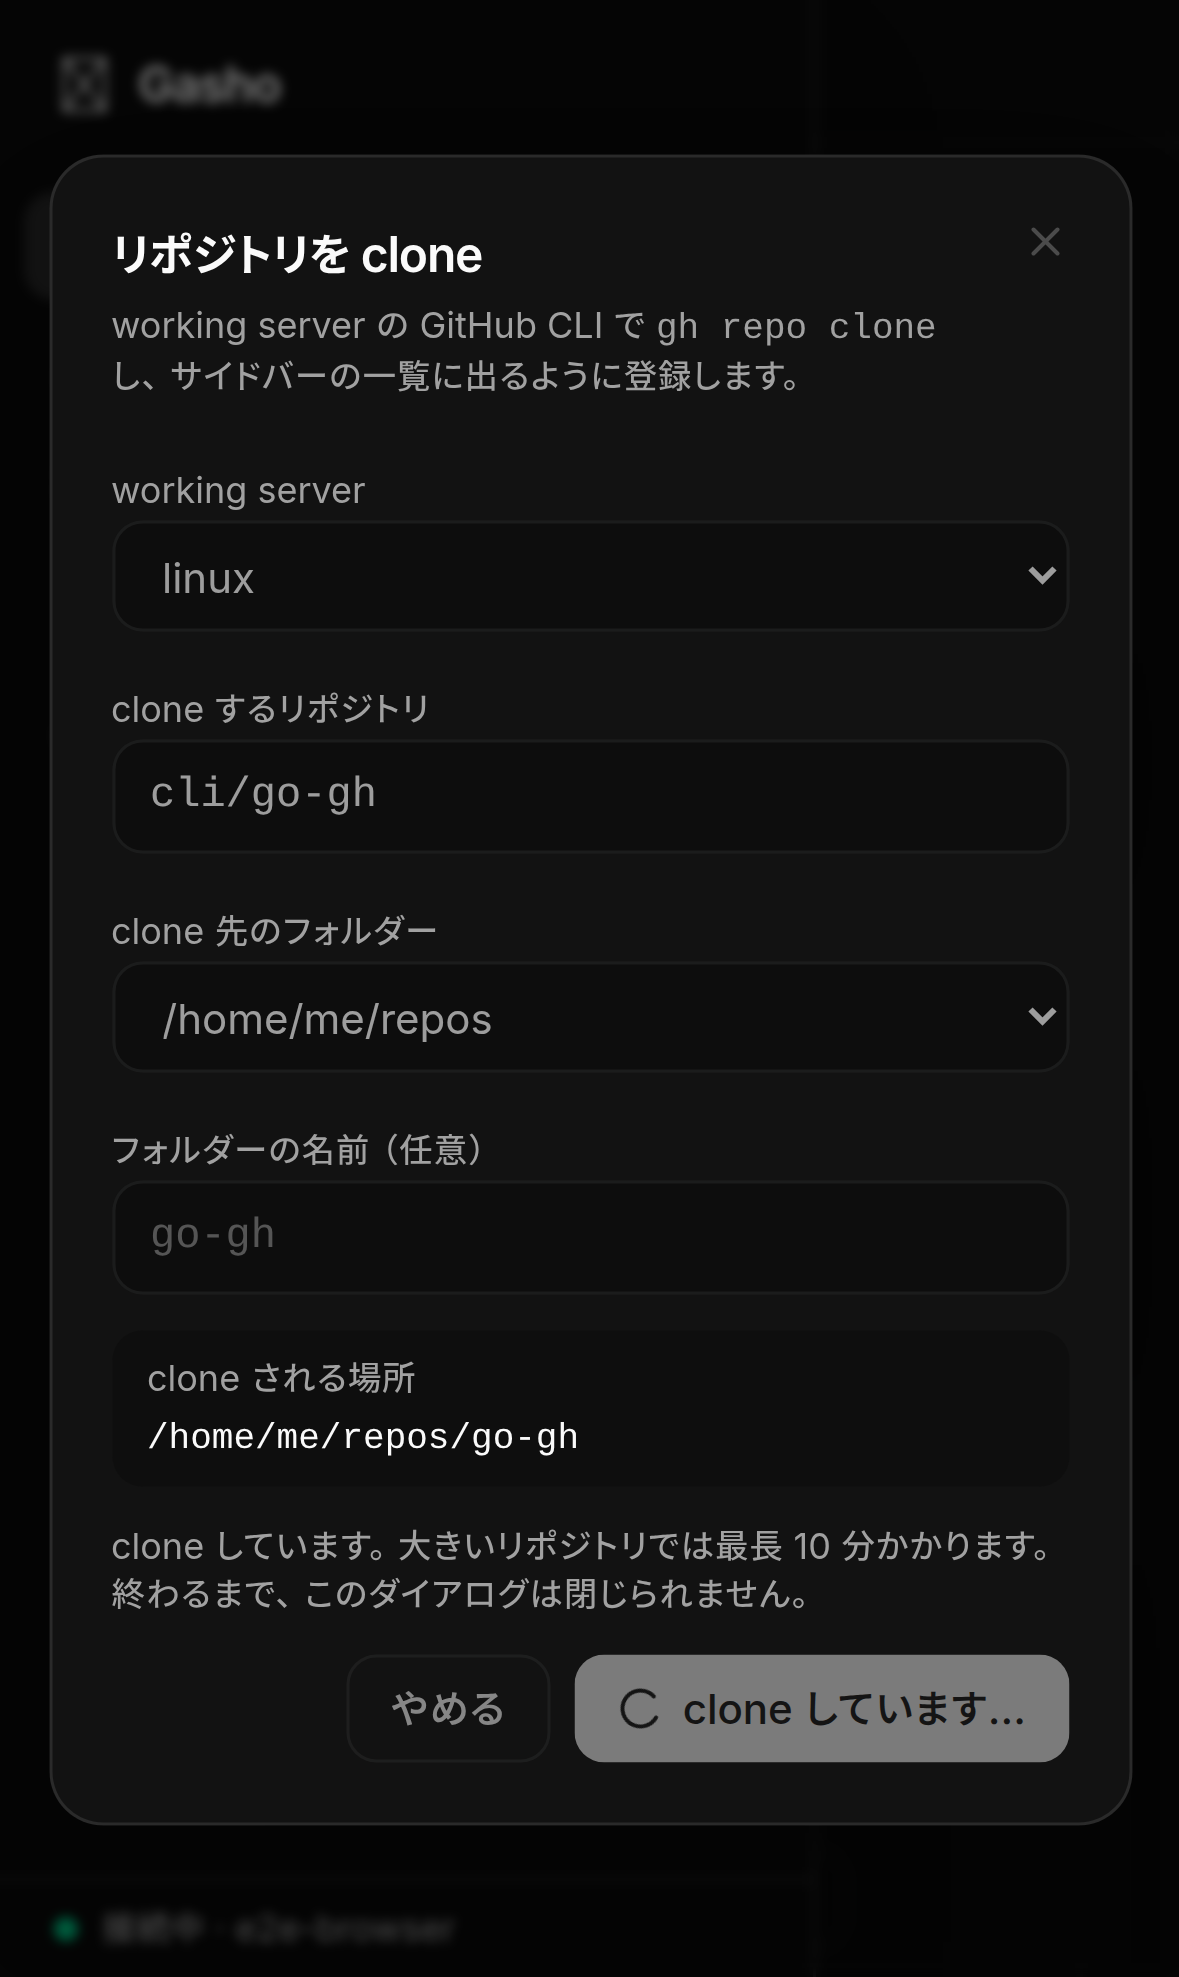 Gasho
リポジトリを clone
working server の GitHub CLI で gh repo clone
し、サイドバーの一覧に出るように登録します。
working server
linux
clone するリポジトリ
cli/go-gh
clone 先のフォルダー
/home/me/repos
フォルダーの名前（任意）
go-gh
clone される場所
/home/me/repos/go-gh
clone しています。大きいリポジトリでは最長 10 分かかります。
終わるまで、このダイアログは閉じられません。
やめる
clone しています…
接続中 · e2e-browser